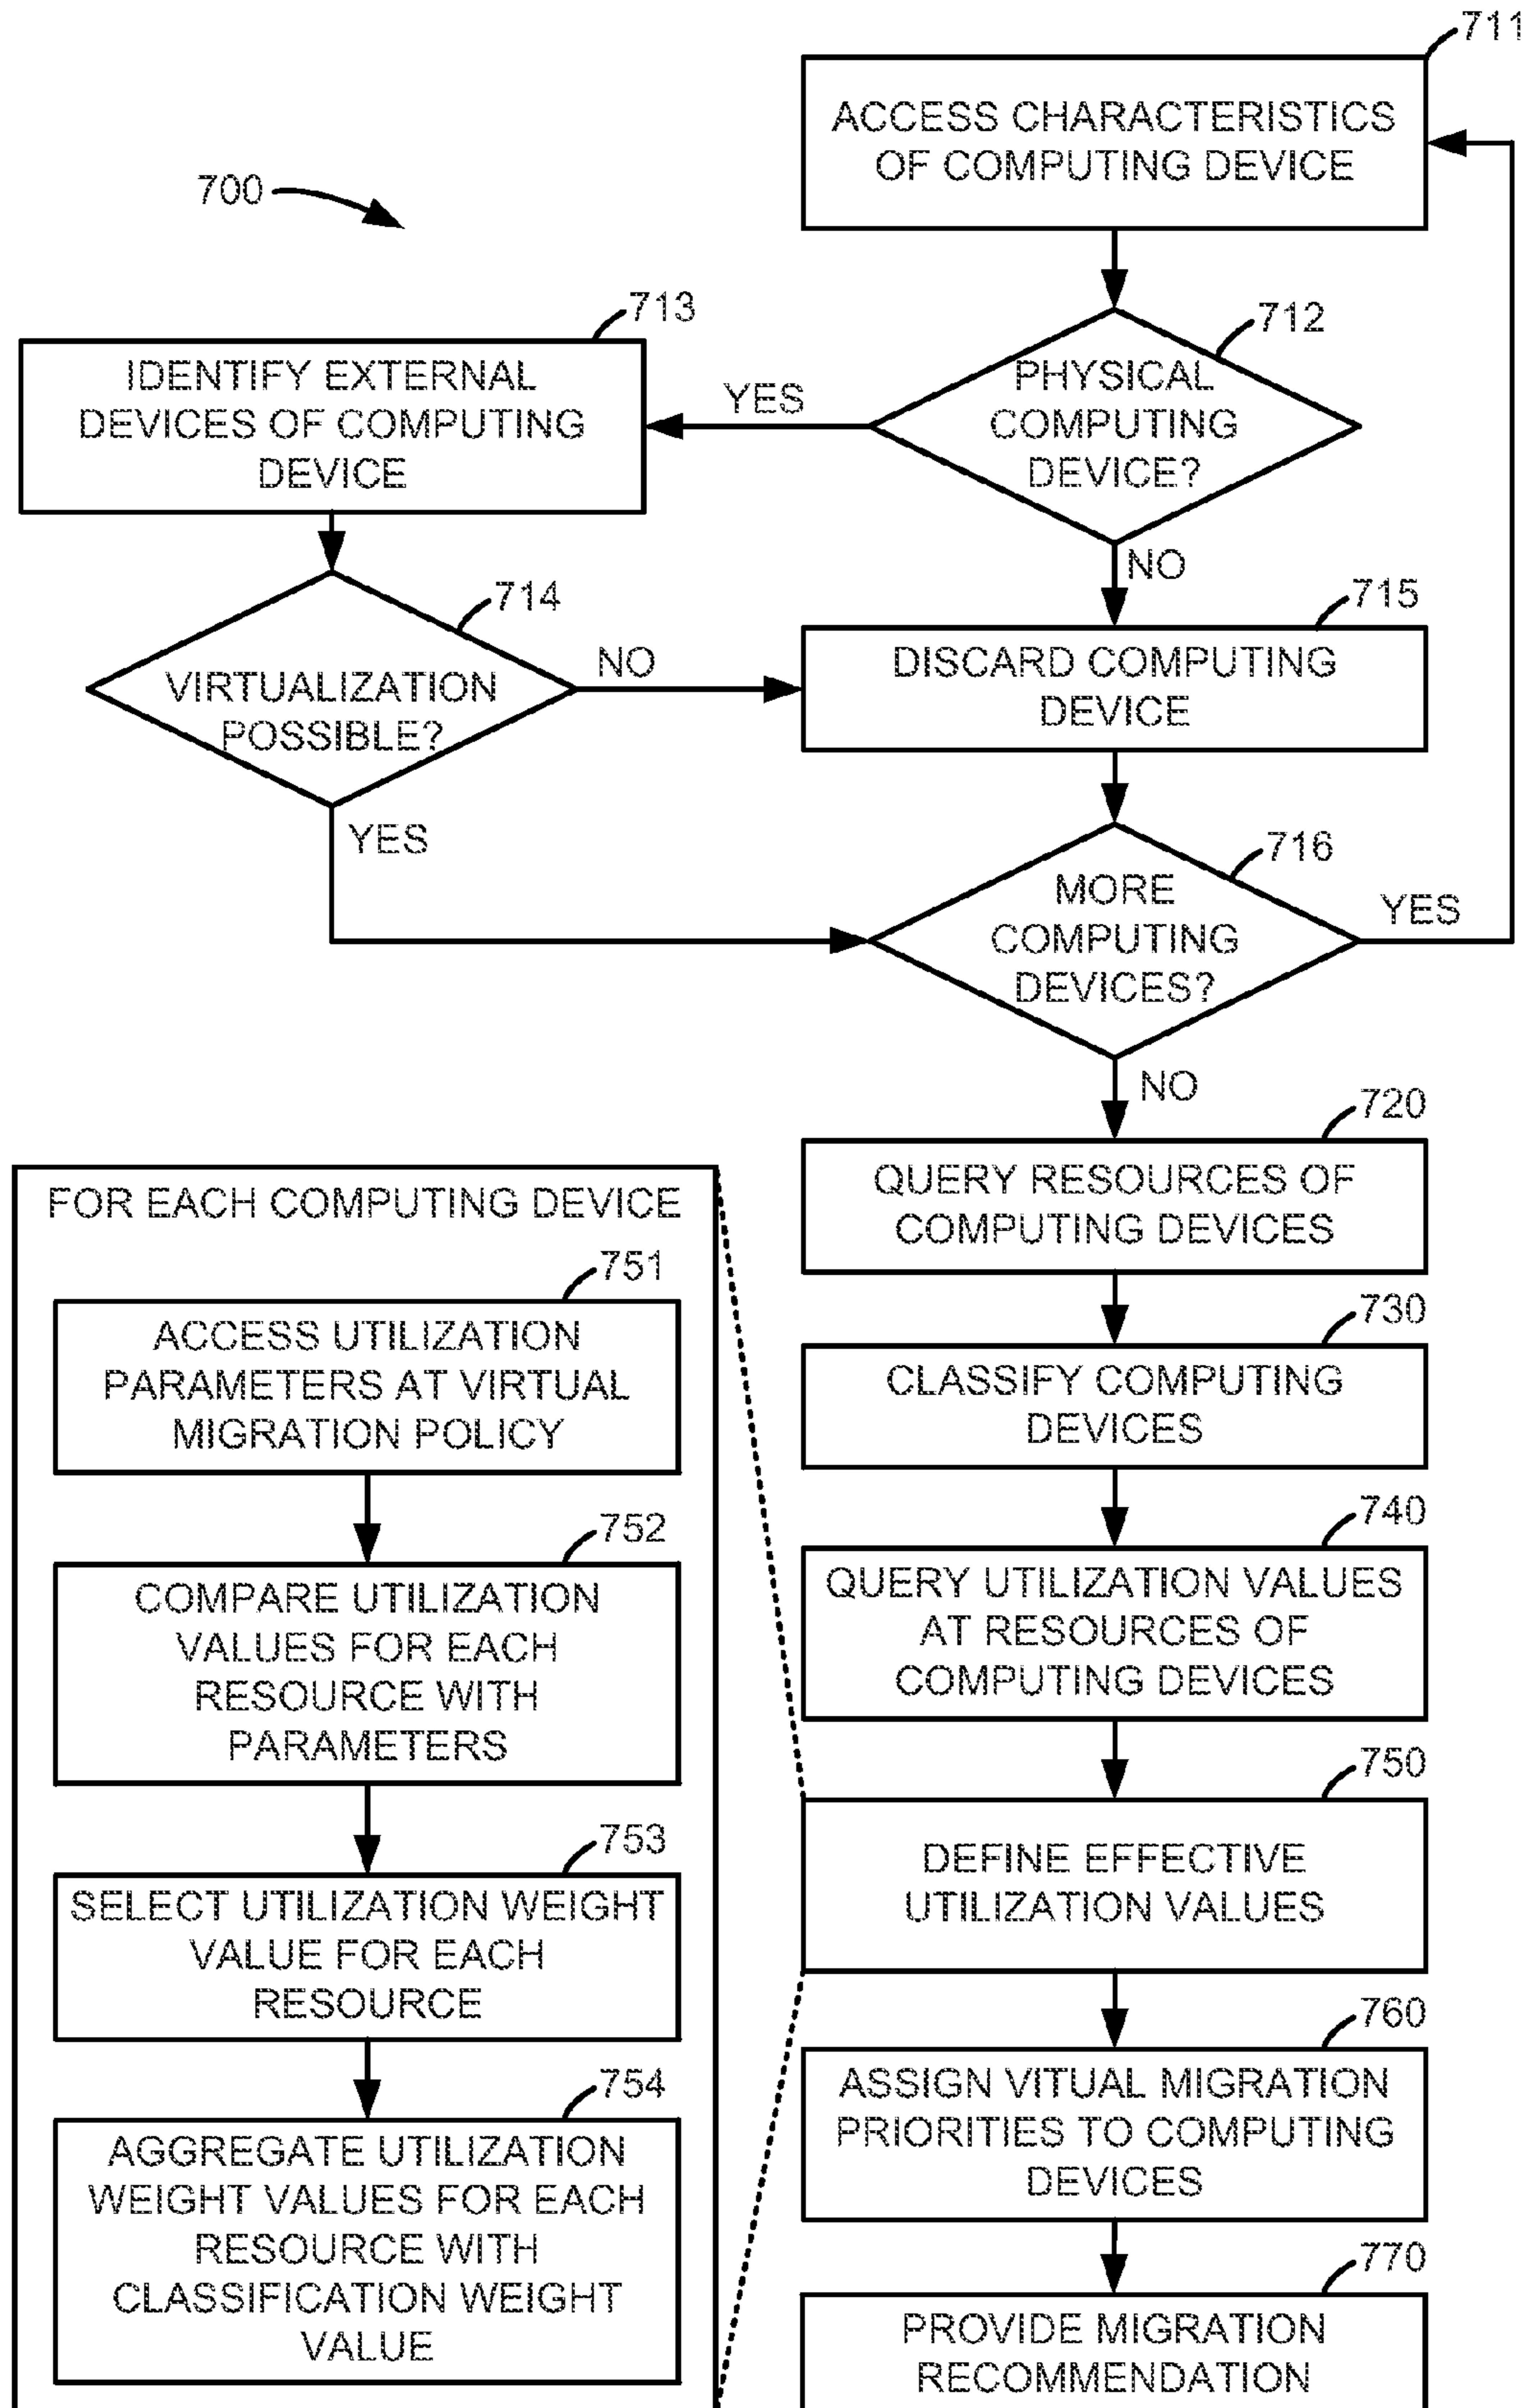 711
ACCESS CHARACTERISTICS
OF COMPUTING DEVICE
700
713
712
IDENTIFY EXTERNAL
DEVICES OF COMPUTING
DEVICE
YES
PHYSICAL
COMPUTING
DEVICE?
NO
714
VIRTUALIZATION
POSSIBLE?
NO
715
DISCARD COMPUTING
DEVICE
YES
716
MORE
COMPUTING
DEVICES?
YES
NO
720
QUERY RESOURCES OF
COMPUTING DEVICES
730
CLASSIFY COMPUTING
DEVICES
740
QUERY UTILIZATION VALUES
AT RESOURCES OF
COMPUTING DEVICES
750
DEFINE EFFECTIVE
UTILIZATION VALUES
FOR EACH COMPUTING DEVICE
751
ACCESS UTILIZATION
PARAMETERS AT VIRTUAL
MIGRATION POLICY
752
COMPARE UTILIZATION
VALUES FOR EACH
RESOURCE WITH
PARAMETERS
753
SELECT UTILIZATION WEIGHT
VALUE FOR EACH
RESOURCE
754
AGGREGATE UTILIZATION
WEIGHT VALUES FOR EACH
RESOURCE WITH
CLASSIFICATION WEIGHT
VALUE
760
ASSIGN VITUAL MIGRATION
PRIORITIES TO COMPUTING
DEVICES
770
PROVIDE MIGRATION
RECOMMENDATION